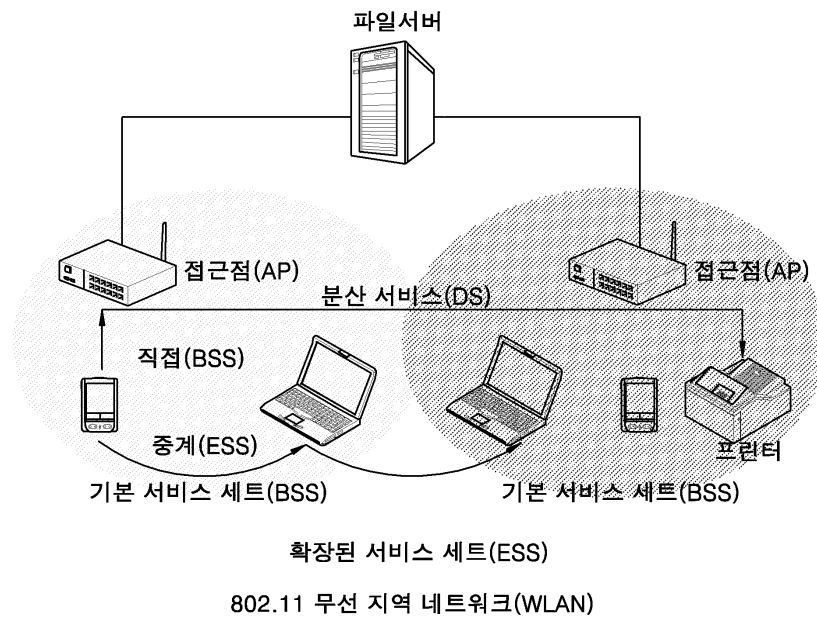 파일서버
접근점(AP)
접근점(AP)
분산 서비스(DS)
직접(BSS)
중계(ESS)
프린터
기본 서비스 세트(BSS)
기본 서비스 세트(BSS)
확장된 서비스 세트(ESS)
802.11 무선 지역 네트워크(WLAN)